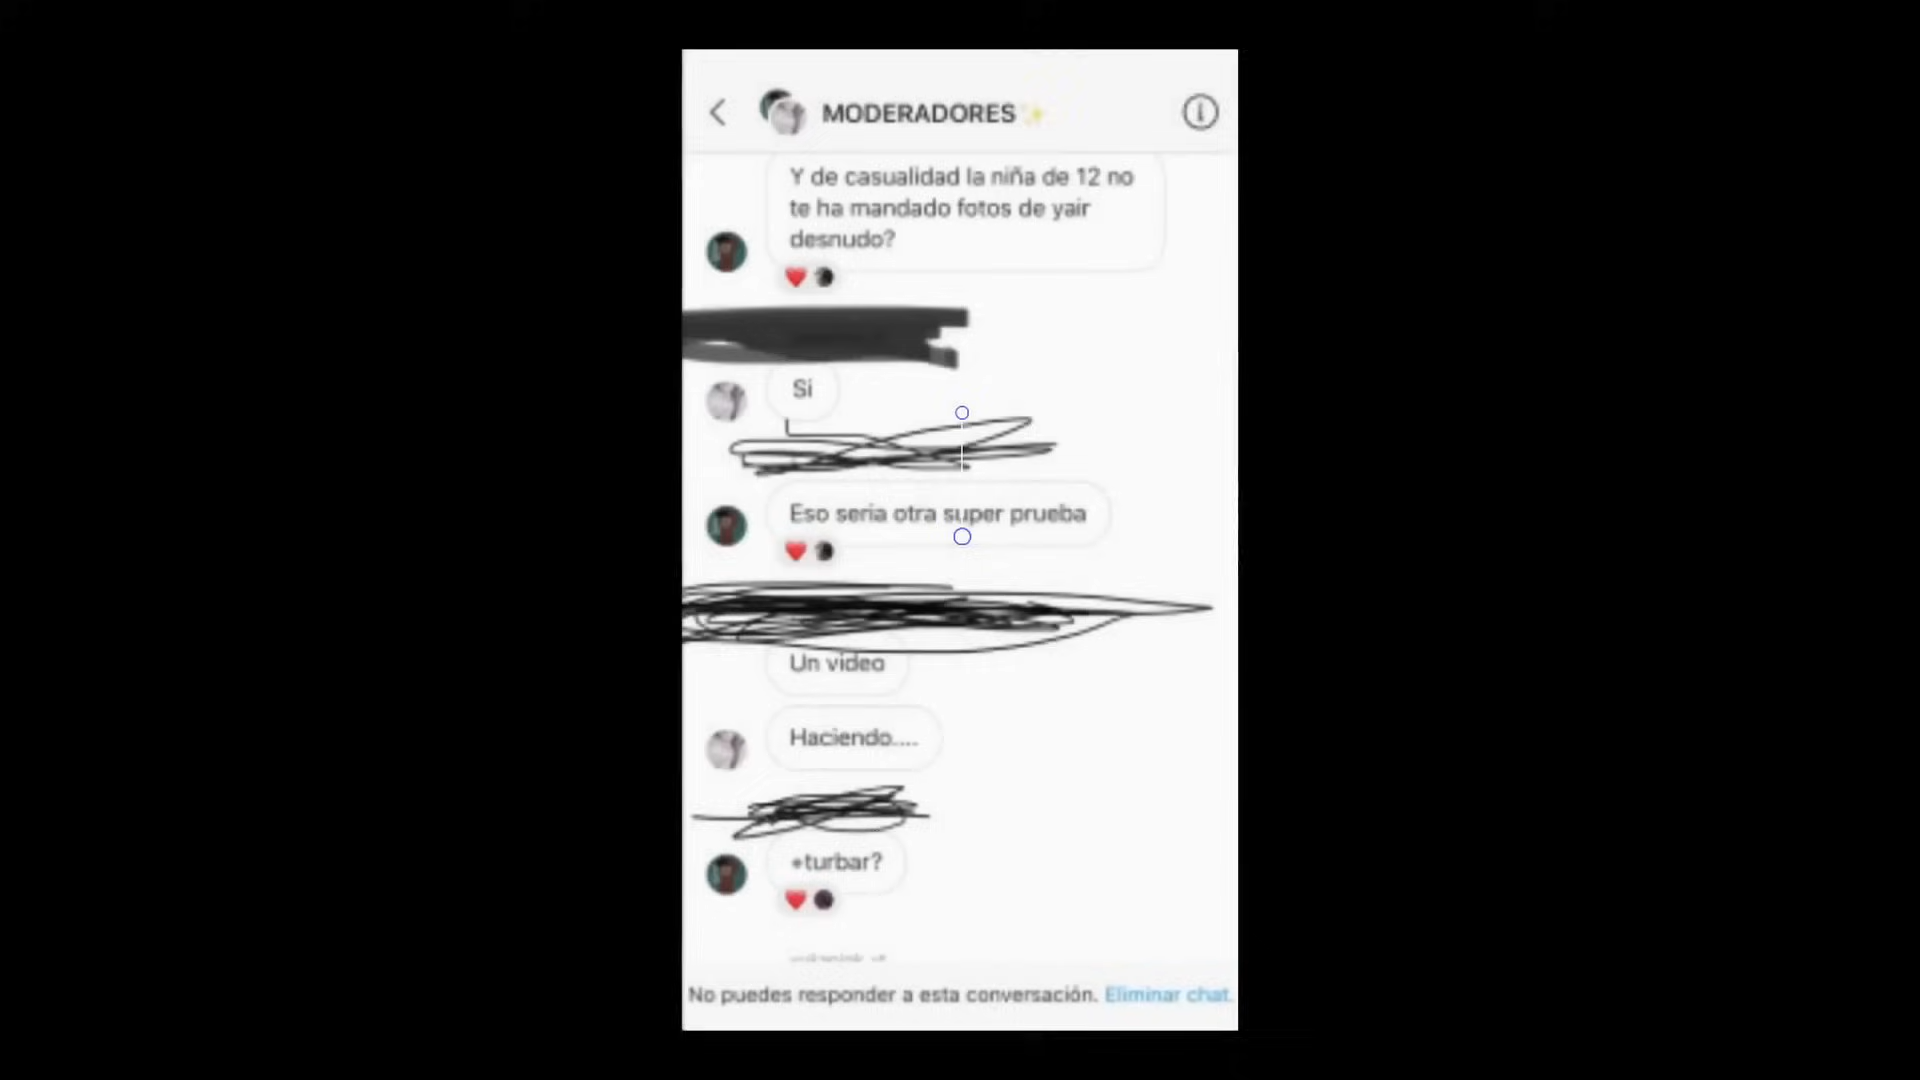 MODERADORES✨
Y de casualidad la niña de 12 no
te ha mandado fotos de yair
desnudo?
Si
Eso seria otra super prueba
Un video
Haciendo....
+turbar?
No puedes responder a esta conversación. Eliminar chat.